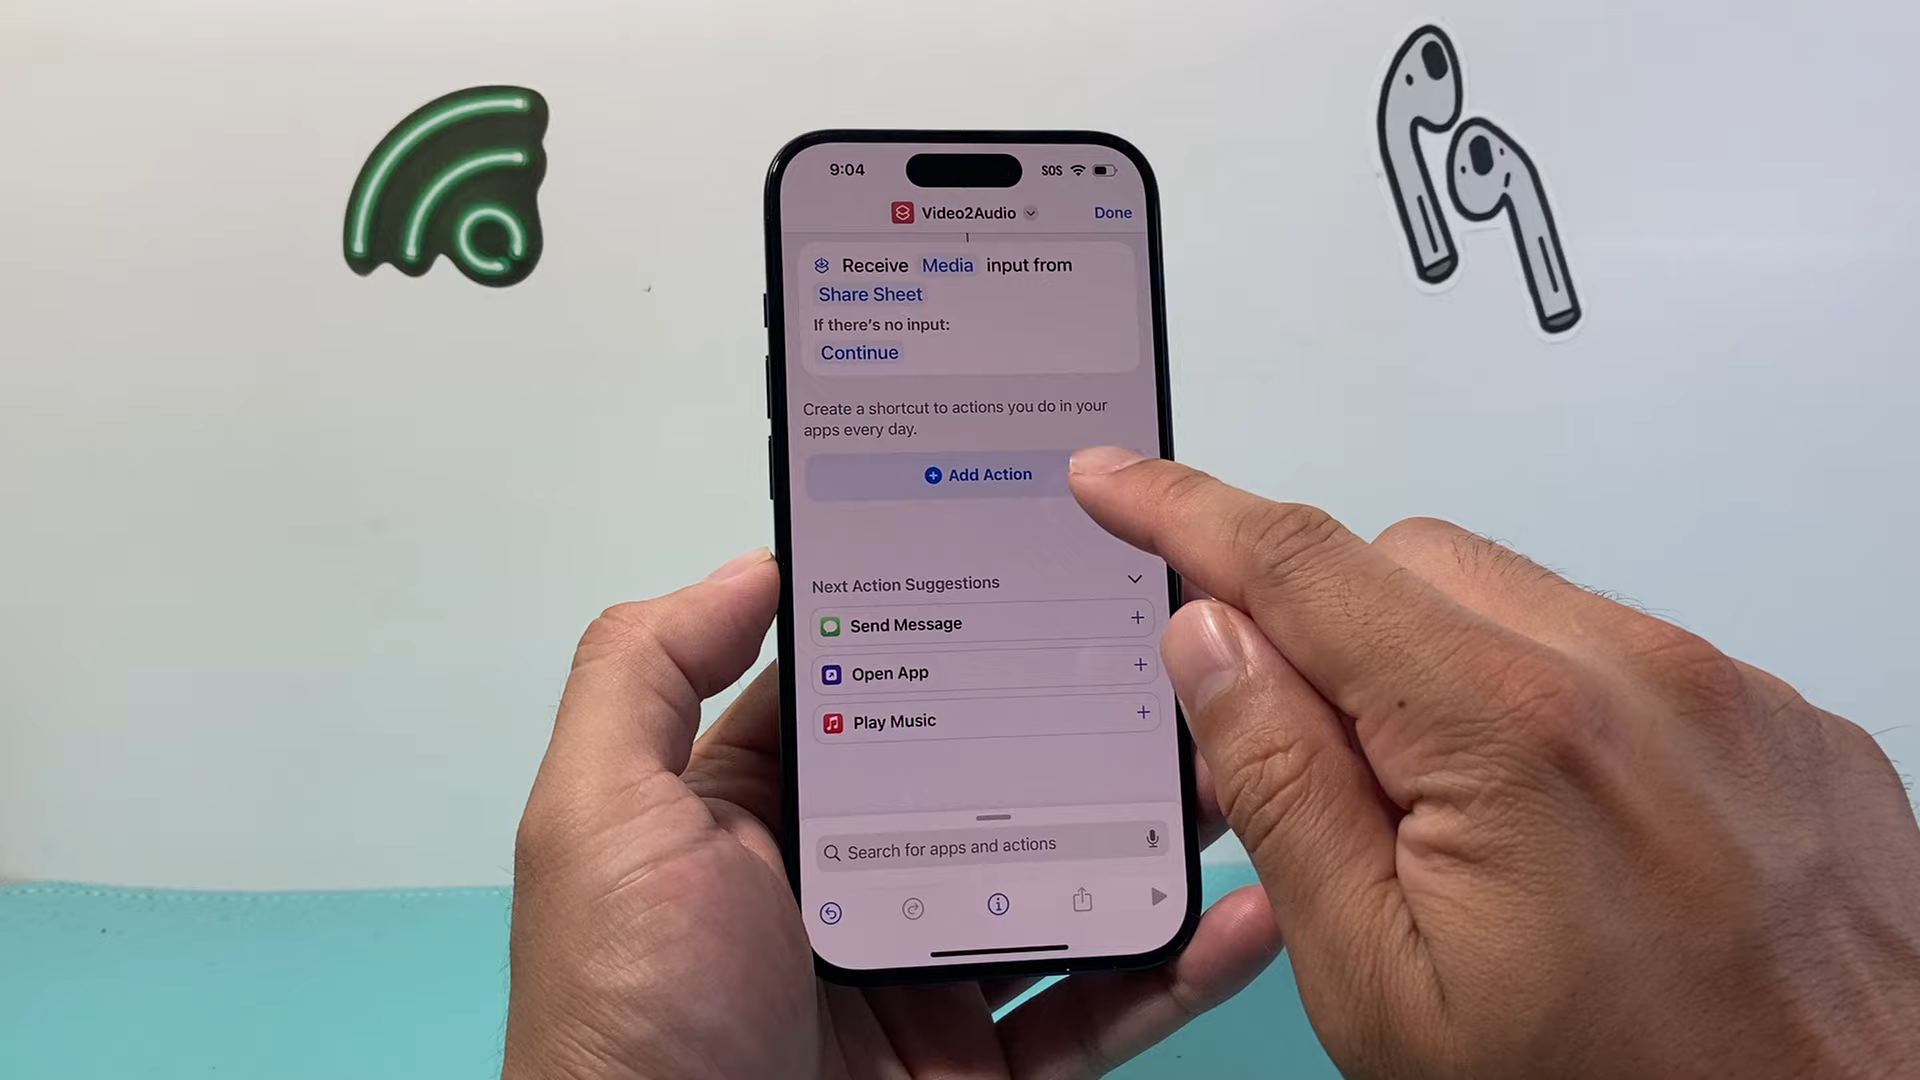 9:04
SOS
Video2Audio
Done
Receive Media input from
Share Sheet
If there's no input:
Continue
Create a shortcut to actions you do in your
apps every day.
Add Action
Next Action Suggestions
Send Message
Open App
Play Music
Search for apps and actions